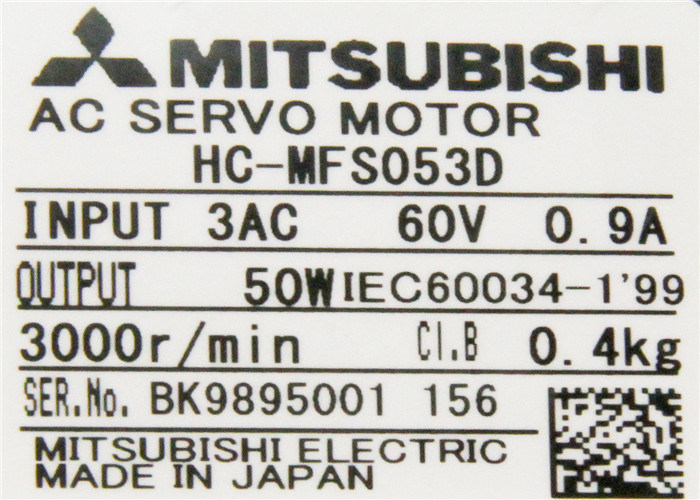 MITSUBISHI
AC SERVO MOTOR
HC-MFS053D
INPUT 3AC 60V 0.9A
OUTPUT 50W IEC60034-1'99
3000r/min Cl.B 0.4kg
SER.No. BK9895001 156
MITSUBISHI ELECTRIC
MADE IN JAPAN